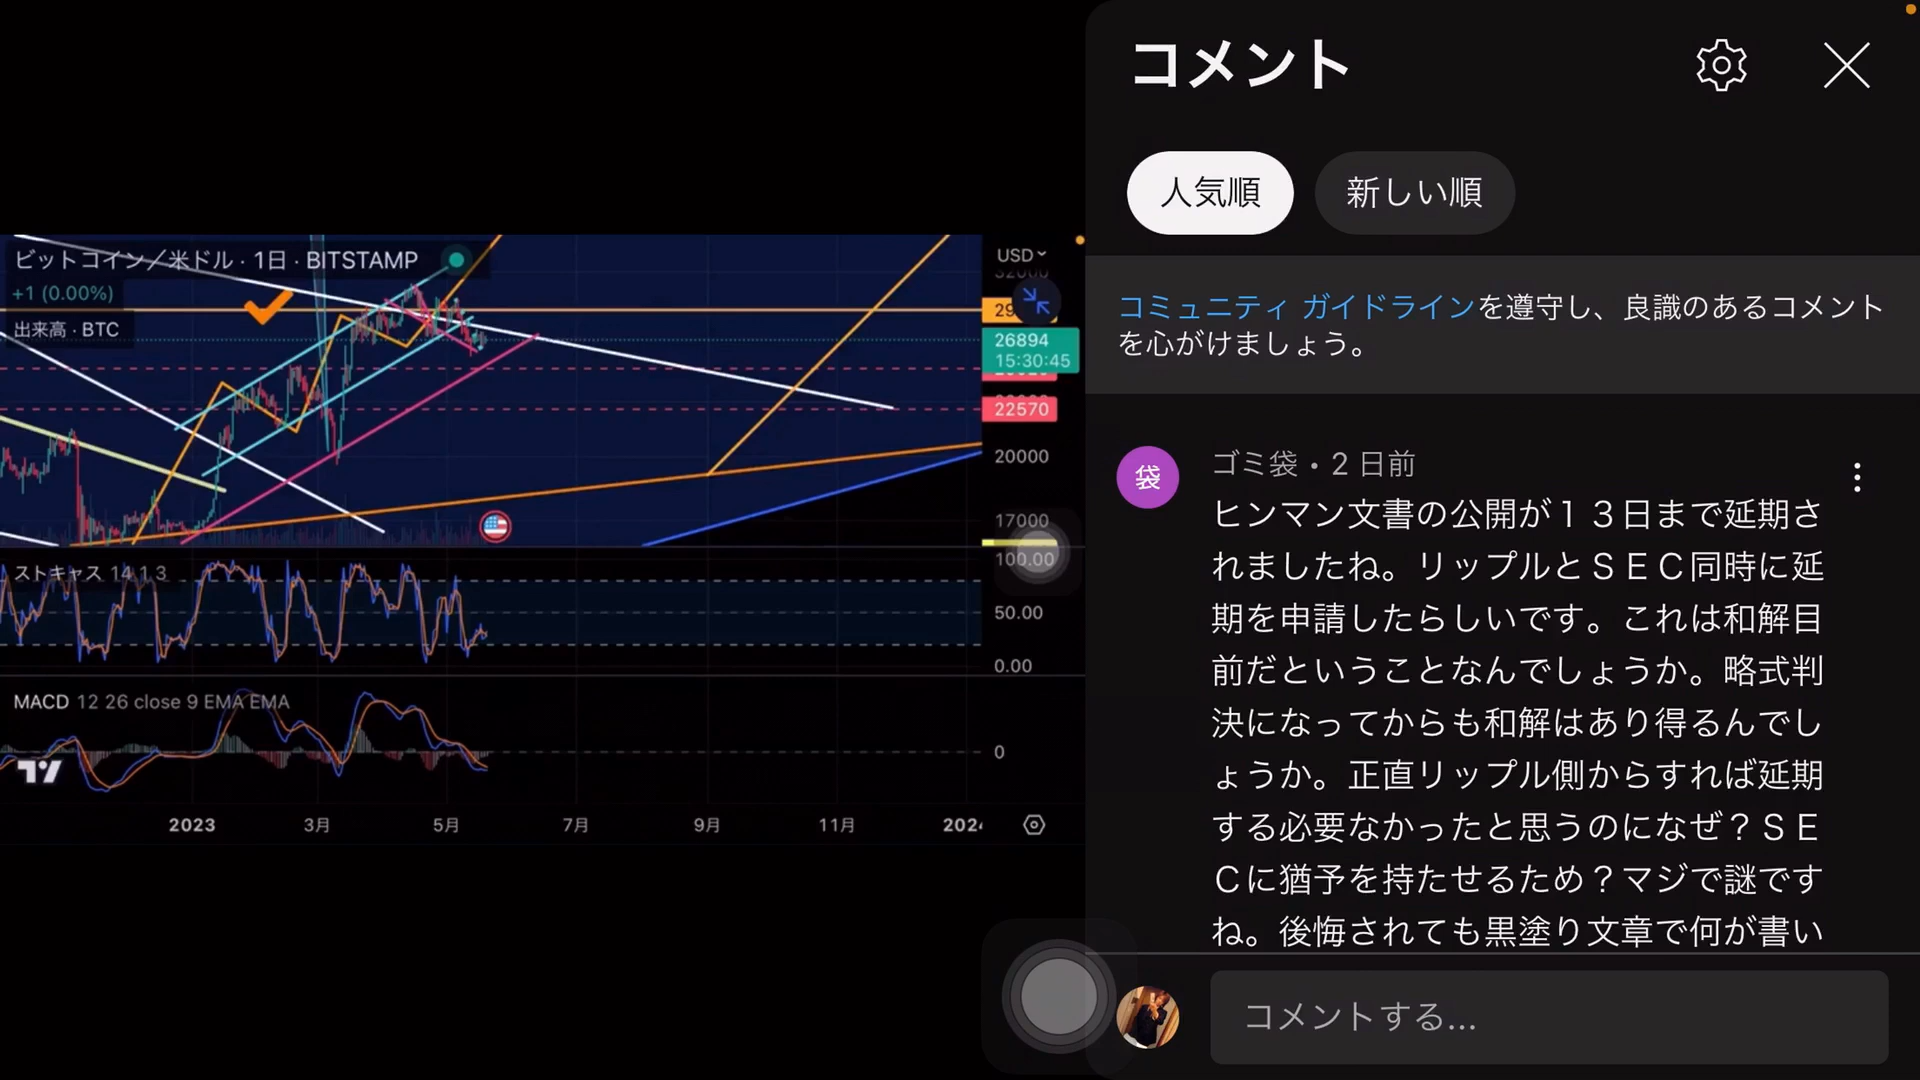 ビットコイン／米ドル · 1日 · BITSTAMP
+1 (0.00%)
出来高 · BTC
USD
32000
29
26894
15:30:45
22570
20000
17000
ストキャス 14 1 3
100.00
50.00
0.00
MACD 12 26 close 9 EMA EMA
0
2023
3月
5月
7月
9月
11月
コメント
人気順
新しい順
コミュニティ ガイドラインを遵守し、良識のあるコメント
を心がけましょう。
袋
ゴミ袋 • 2 日前
ヒンマン文書の公開が１３日まで延期さ
れましたね。リップルとＳＥＣ同時に延
期を申請したらしいです。これは和解目
前だということなんでしょうか。略式判
決になってからも和解はあり得るんでし
ょうか。正直リップル側からすれば延期
する必要なかったと思うのになぜ？ＳＥ
Ｃに猶予を持たせるため？マジで謎です
ね。後悔されても黒塗り文章で何が書い
コメントする...